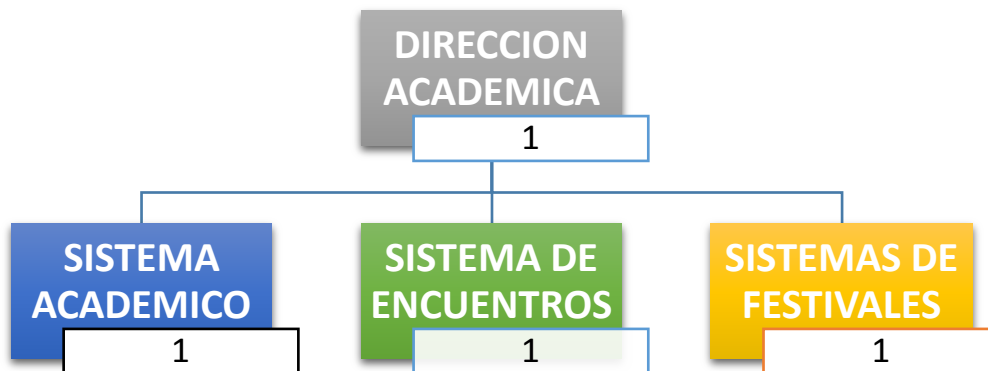 DIRECCION
ACADEMICA
1
SISTEMA
ACADEMICO
1
SISTEMA DE
ENCUENTROS
1
SISTEMAS DE
FESTIVALES
1